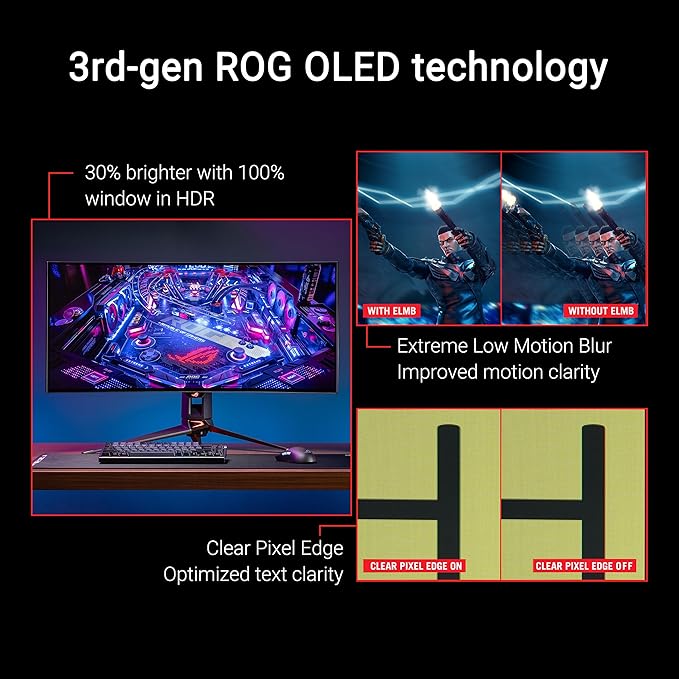 3rd-gen ROG OLED technology
30% brighter with 100%
window in HDR
WITH ELMB
WITHOUT ELMB
Extreme Low Motion Blur
Improved motion clarity
Clear Pixel Edge
Optimized text clarity
CLEAR PIXEL EDGE ON
CLEAR PIXEL EDGE OFF